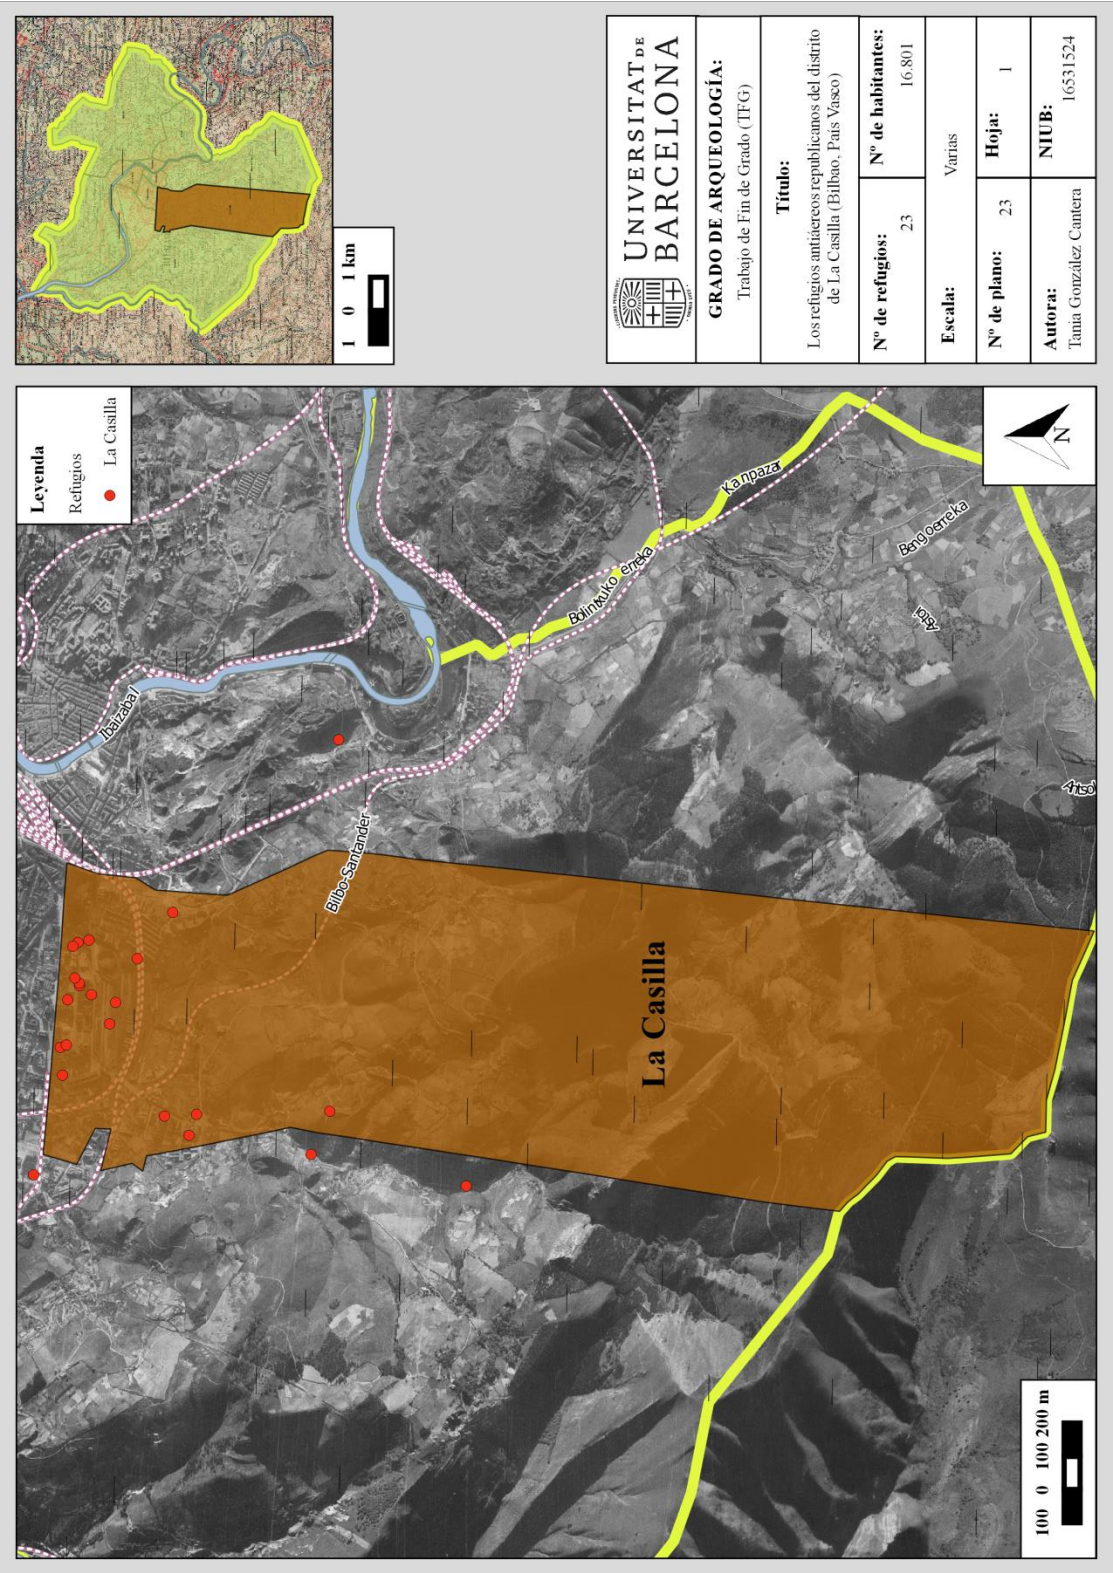 Leyenda
Refugios
La Casilla
Ibaizabal
Bilbo-Santander
Bolintxuko erreka
Kanpazar
Bengoerreka
Astoi
La Casilla
100 0 100 200 m
N
1 0 1 km
UNIVERSITAT DE
BARCELONA
GRADO DE ARQUEOLOGÍA:
Trabajo de Fin de Grado (TFG)
Título:
Los refugios antiáereos republicanos del distrito
de La Casilla (Bilbao, País Vasco)
Nº de refugios:
23
Nº de habitantes:
16.801
Escala:
Varias
Nº de plano:
23
Hoja:
1
Autora:
Tania González Cantera
NIUB:
16531524